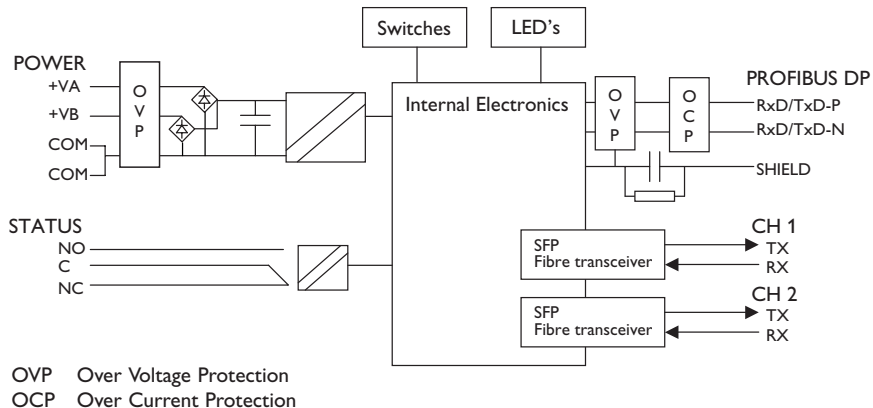 Switches
LED's
POWER
+VA
+VB
COM
COM
O
V
P
Internal Electronics
O
V
P
O
C
P
PROFIBUS DP
RxD/TxD-P
RxD/TxD-N
SHIELD
STATUS
NO
C
NC
SFP
Fibre transceiver
CH 1
TX
RX
SFP
Fibre transceiver
CH 2
TX
RX
OVP Over Voltage Protection
OCP Over Current Protection